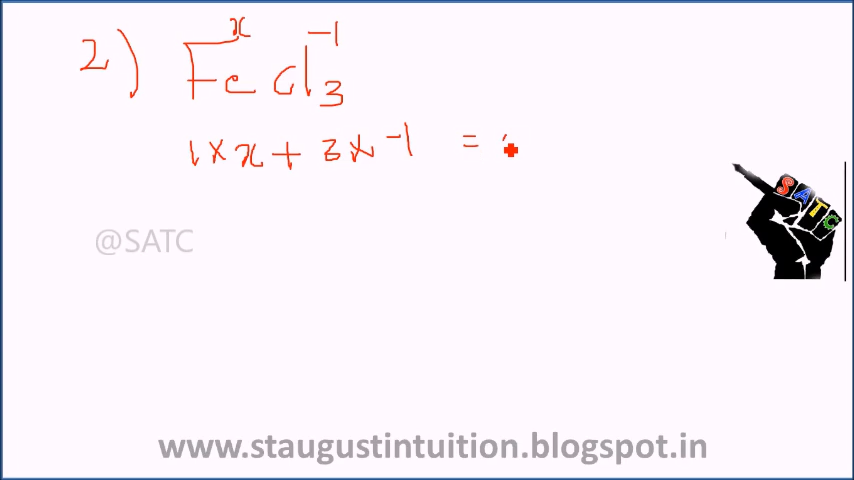 2) Fe^x Cl_3^-1
1 × x + 3 × -1 =
SATC
@SATC
www.staugustintuition.blogspot.in